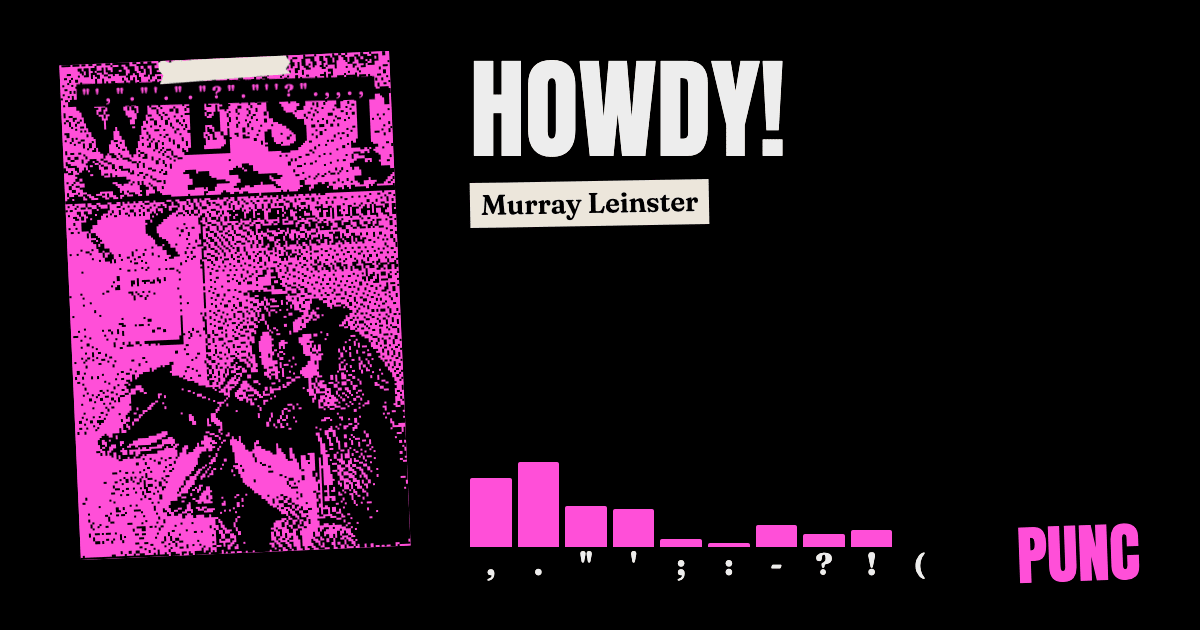 "',"."'."."?"."''?".,,.,
WEST
HOWDY!
Murray Leinster
, . " ' ; : - ? ! (
PUNC